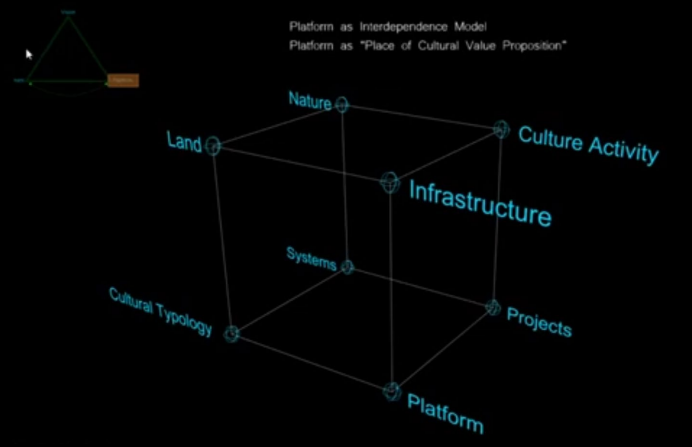 Platform as Interdependence Model
Platform as "Place of Cultural Value Proposition"
Nature
Culture Activity
Land
Infrastructure
Systems
Cultural Typology
Projects
Platform